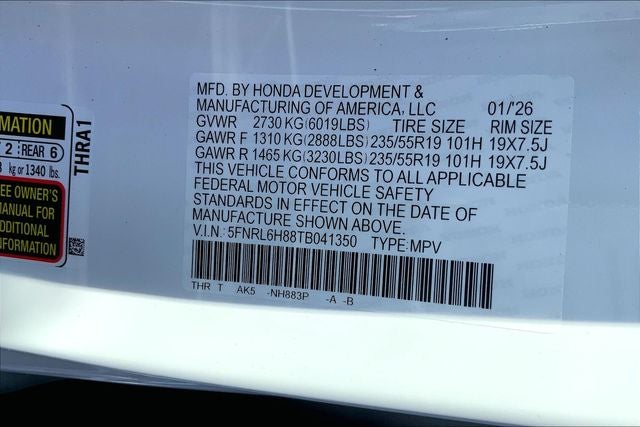 MFD. BY HONDA DEVELOPMENT &
MANUFACTURING OF AMERICA, LLC 01/'26
GVWR 2730 KG(6019LBS) TIRE SIZE RIM SIZE
GAWR F 1310 KG(2888LBS) 235/55R19 101H 19X7.5J
GAWR R 1465 KG(3230LBS) 235/55R19 101H 19X7.5J
THIS VEHICLE CONFORMS TO ALL APPLICABLE
FEDERAL MOTOR VEHICLE SAFETY
STANDARDS IN EFFECT ON THE DATE OF
MANUFACTURE SHOWN ABOVE.
V.I.N.: 5FNRL6H88TB041350 TYPE:MPV
THR T AK5 -NH883P -A -B
MATION
2 REAR 6
kg or 1340 lbs.
EE OWNER'S
MANUAL FOR
DDITIONAL
NFORMATION
THRA1